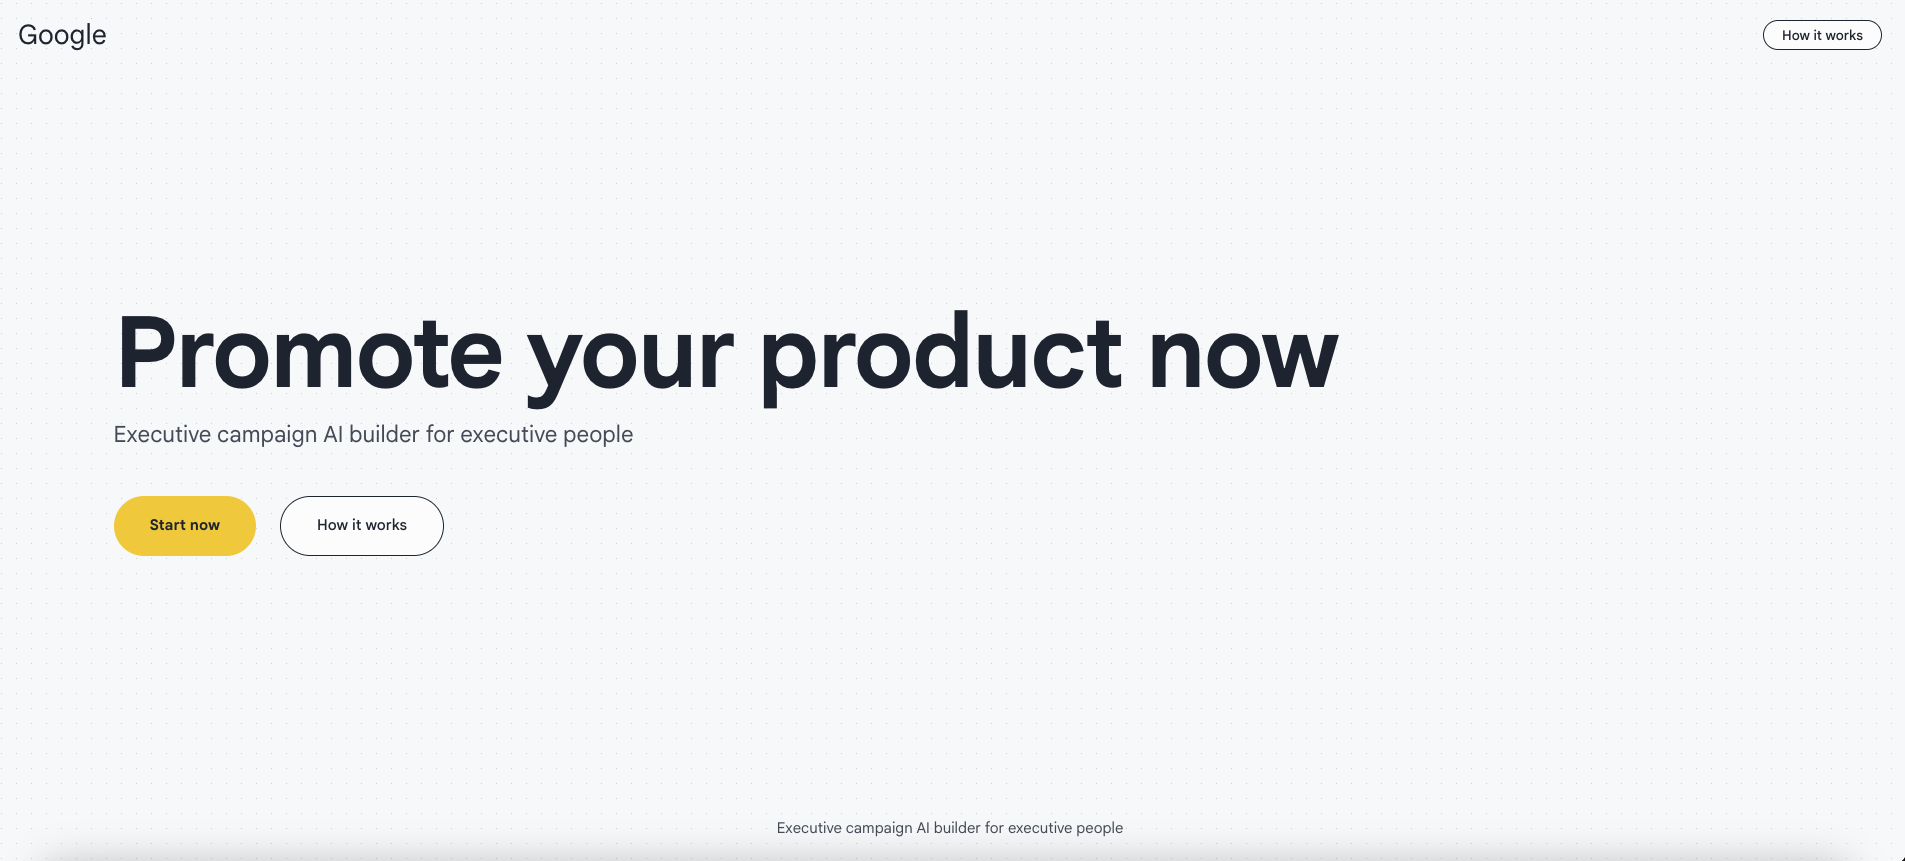 Google
How it works
Promote your product now
Executive campaign AI builder for executive people
Start now
How it works
Executive campaign AI builder for executive people